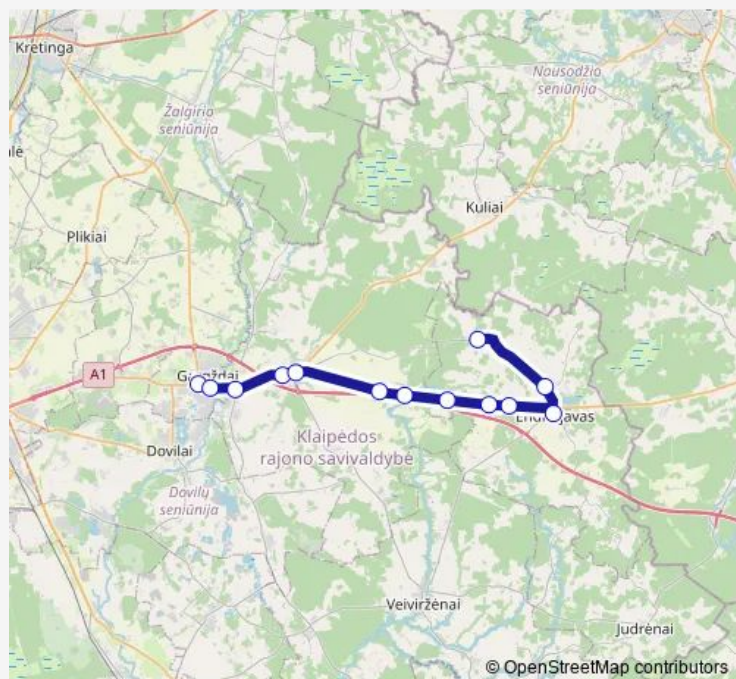 Kretinga
Žalgirio
seniūnija
Nausodžio
seniūnija
Kuliai
Plikiai
A1
Klaipėdos
rajono savivaldybė
Dovilai
Dovilų
seniūnija
Veiviržėnai
Judrėnai
© OpenStreetMap contributors